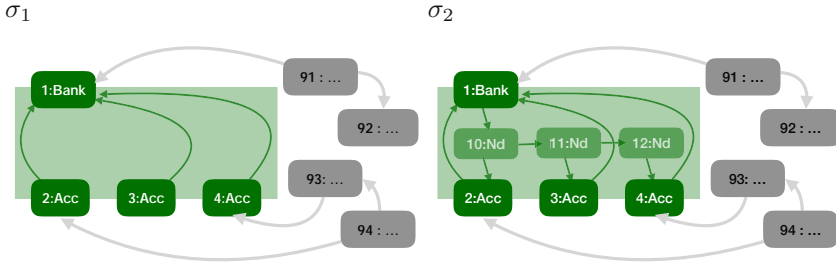 σ1 σ2
91 : ... 91 : ...
1:Bank 1:Bank
92 : ... 92 : ...
10:Nd 11:Nd 12:Nd
93: ... 93: ...
2:Acc 3:Acc 4:Acc 2:Acc 3:Acc 4:Acc
94 : ... 94 : ...